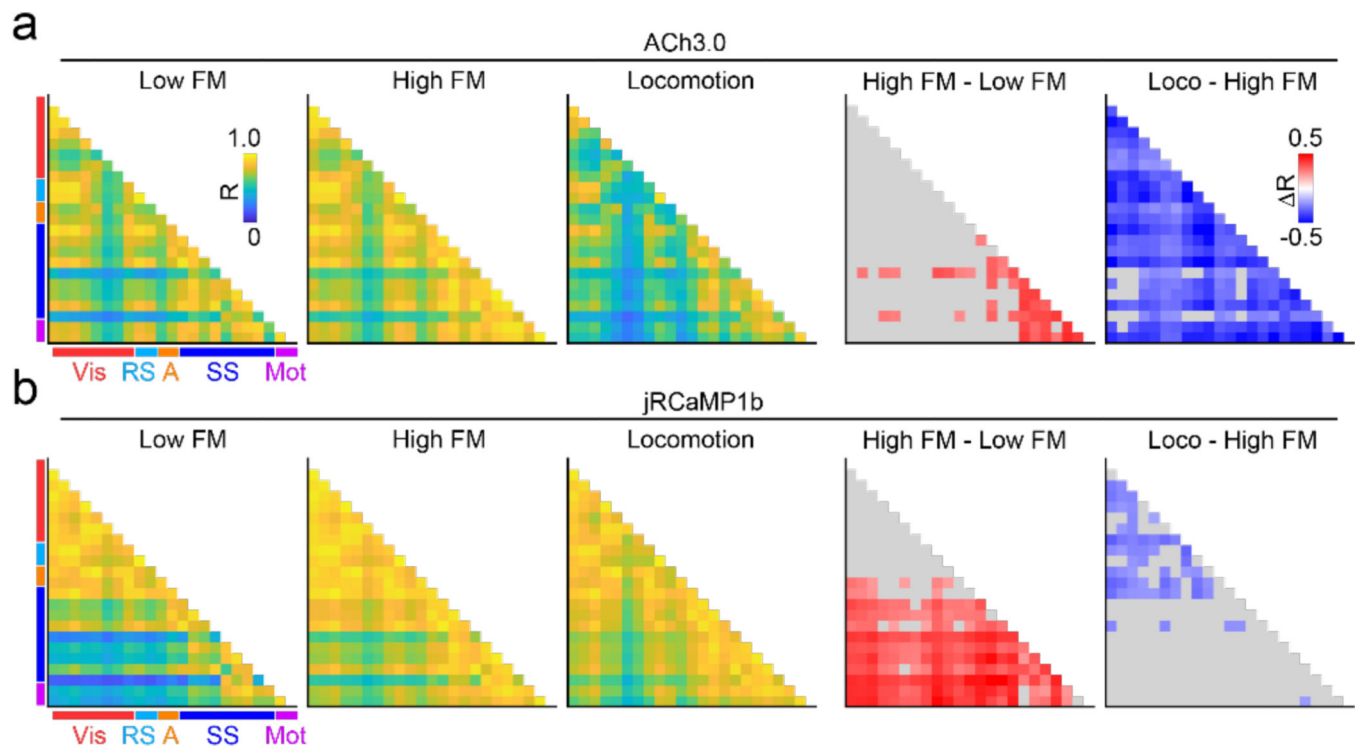 a
ACh3.0
Low FM High FM Locomotion High FM - Low FM Loco - High FM
1.0
R
0
0.5
ΔR
-0.5
Vis RS A SS Mot
b
jRCaMP1b
Low FM High FM Locomotion High FM - Low FM Loco - High FM
Vis RS A SS Mot